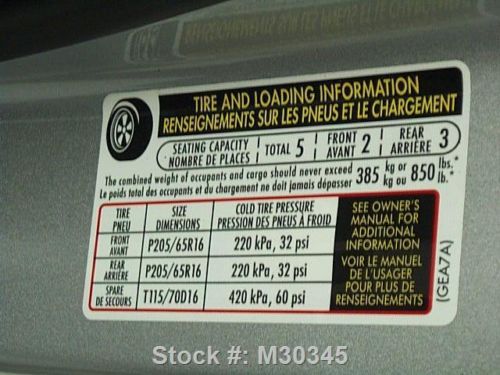 TIRE AND LOADING INFORMATION
RENSEIGNEMENTS SUR LES PNEUS ET LE CHARGEMENT
SEATING CAPACITY
NOMBRE DE PLACES
TOTAL 5
FRONT
AVANT 2
REAR
ARRIÈRE 3
The combined weight of occupants and cargo should never exceed 385 kg or 850 lbs.
Le poids total des occupants et du chargement ne doit jamais dépasser 385 kg ou 850 lb.
TIRE
PNEU
SIZE
DIMENSIONS
COLD TIRE PRESSURE
PRESSION DES PNEUS À FROID
FRONT
AVANT
P205/65R16
220 kPa, 32 psi
REAR
ARRIÈRE
P205/65R16
220 kPa, 32 psi
SPARE
DE SECOURS
T115/70D16
420 kPa, 60 psi
SEE OWNER'S
MANUAL FOR
ADDITIONAL
INFORMATION
VOIR LE MANUEL
DE L'USAGER
POUR PLUS DE
RENSEIGNEMENTS
(GEA7A)
Stock #: M30345